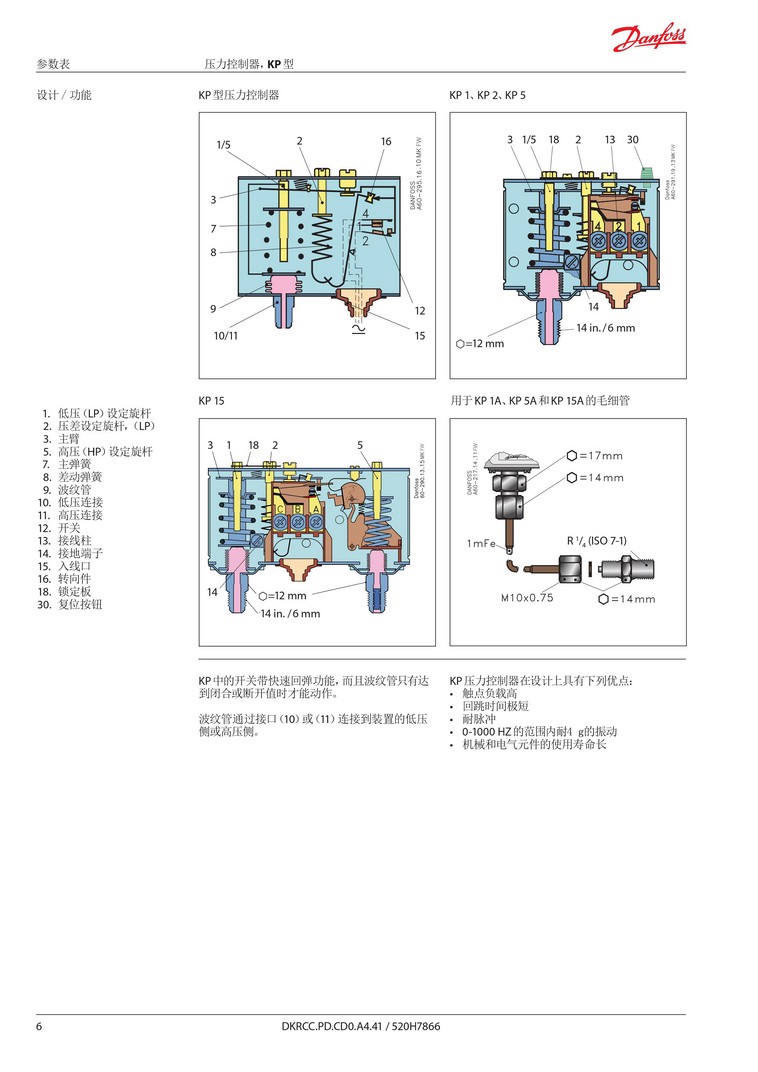 Danfoss
参数表
压力控制器，KP 型
设计 / 功能
KP 型压力控制器
KP 1、KP 2、KP 5
1/5
2
16
3
7
8
9
10/11
4
1
2
12
15
DANFOSS
A60-295.16.10 MK FW
3 1/5 18 2 13 30
Danfoss
A60-291.19.13 MK FW
4 2 1
14
14 in./6 mm
=12 mm
1. 低压（LP）设定旋杆
2. 压差设定旋杆，（LP）
3. 主臂
5. 高压（HP）设定旋杆
7. 主弹簧
8. 差动弹簧
9. 波纹管
10. 低压连接
11. 高压连接
12. 开关
13. 接线柱
14. 接地端子
15. 入线口
16. 转向件
18. 锁定板
30. 复位按钮
KP 15
用于 KP 1A、KP 5A 和 KP 15A 的毛细管
3 1 18 2 5
Danfoss
60-290.13.15 MK FW
C B A
14
=12 mm
14 in./6 mm
DANFOSS
A60-217.14.11/W
=17mm
=14mm
1mFe
R 1/4 (ISO 7-1)
M10x0.75
=14mm
KP 中的开关带快速回弹功能，而且波纹管只有达
到闭合或断开值时才能动作。
波纹管通过接口（10）或（11）连接到装置的低压
侧或高压侧。
KP 压力控制器在设计上具有下列优点：
• 触点负载高
• 回跳时间极短
• 耐脉冲
• 0-1000 HZ 的范围内耐4 g的振动
• 机械和电气元件的使用寿命长
6
DKRCC.PD.CD0.A4.41 / 520H7866